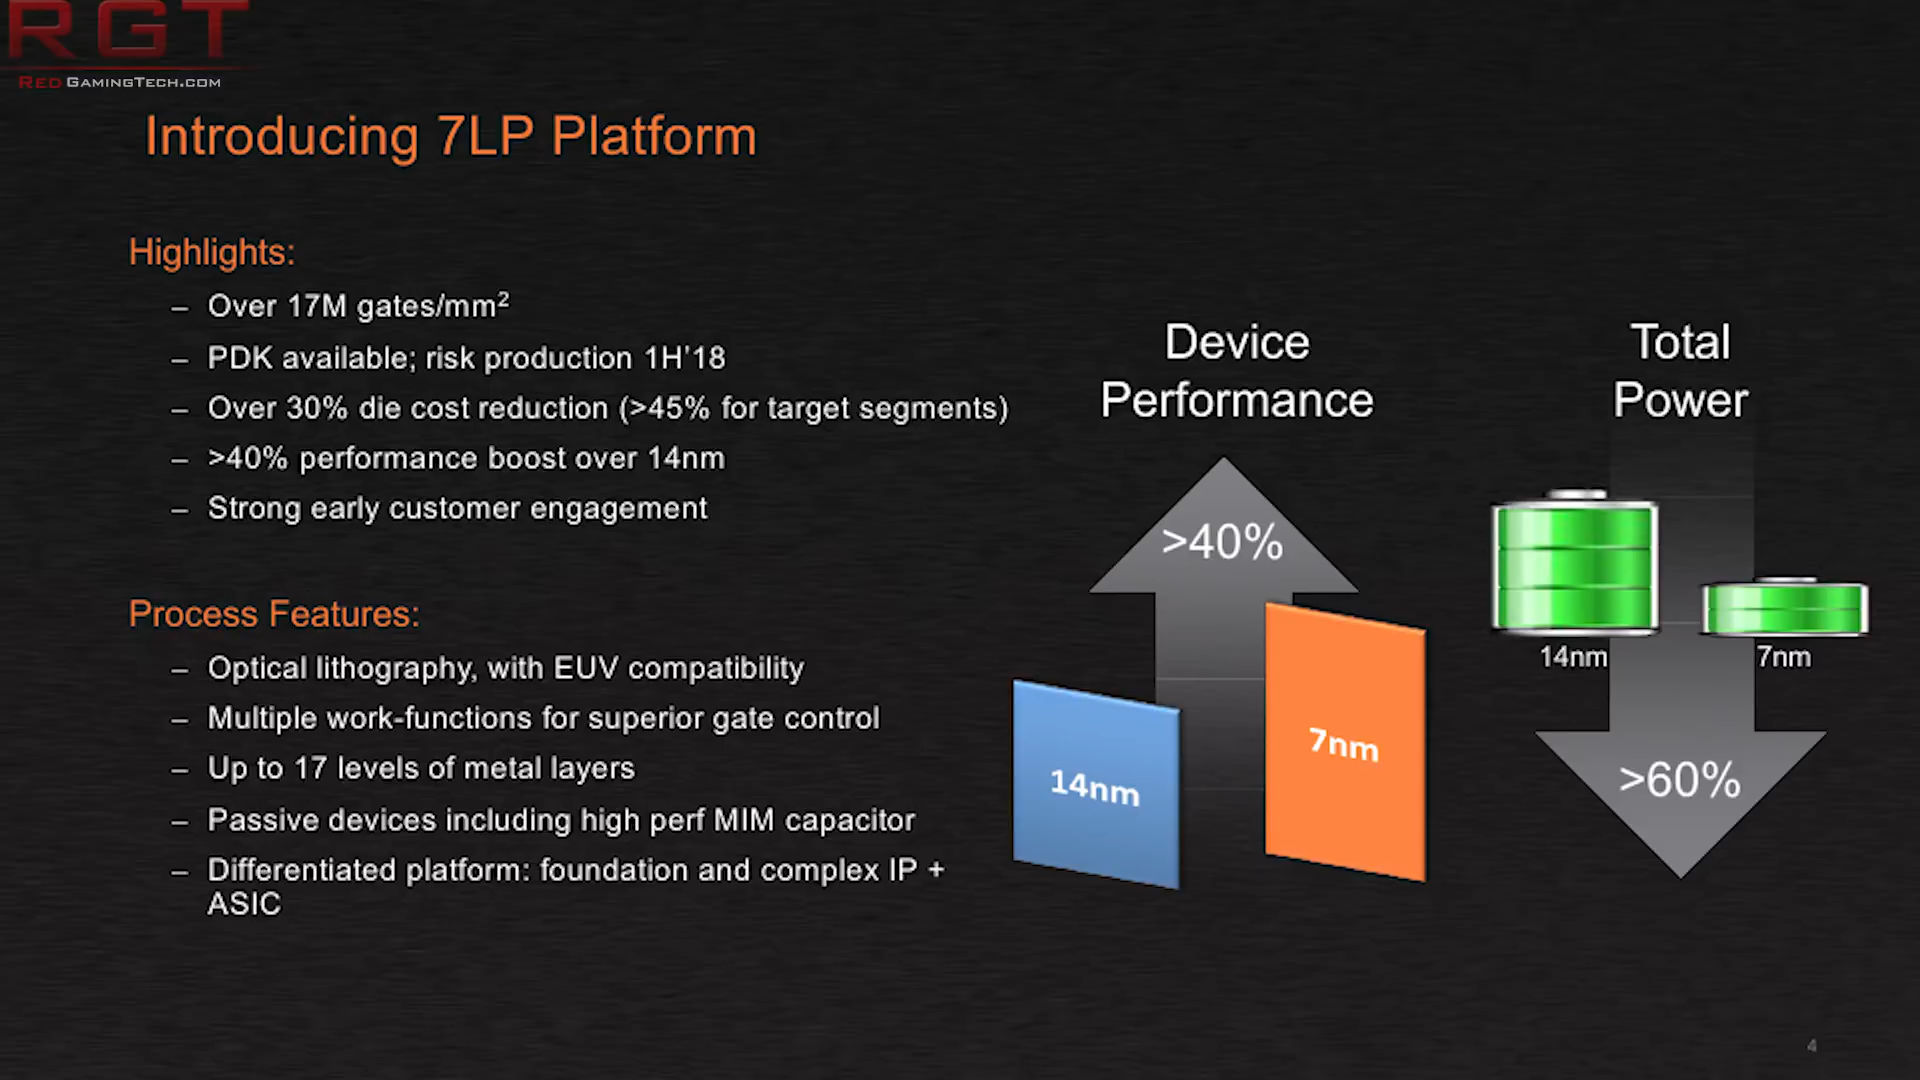 RGT
RED GAMINGTECH.COM
Introducing 7LP Platform
Highlights:
– Over 17M gates/mm²
– PDK available; risk production 1H'18
– Over 30% die cost reduction (>45% for target segments)
– >40% performance boost over 14nm
– Strong early customer engagement
Process Features:
– Optical lithography, with EUV compatibility
– Multiple work-functions for superior gate control
– Up to 17 levels of metal layers
– Passive devices including high perf MIM capacitor
– Differentiated platform: foundation and complex IP +
ASIC
Device
Performance
>40%
14nm
7nm
Total
Power
14nm
7nm
>60%
4